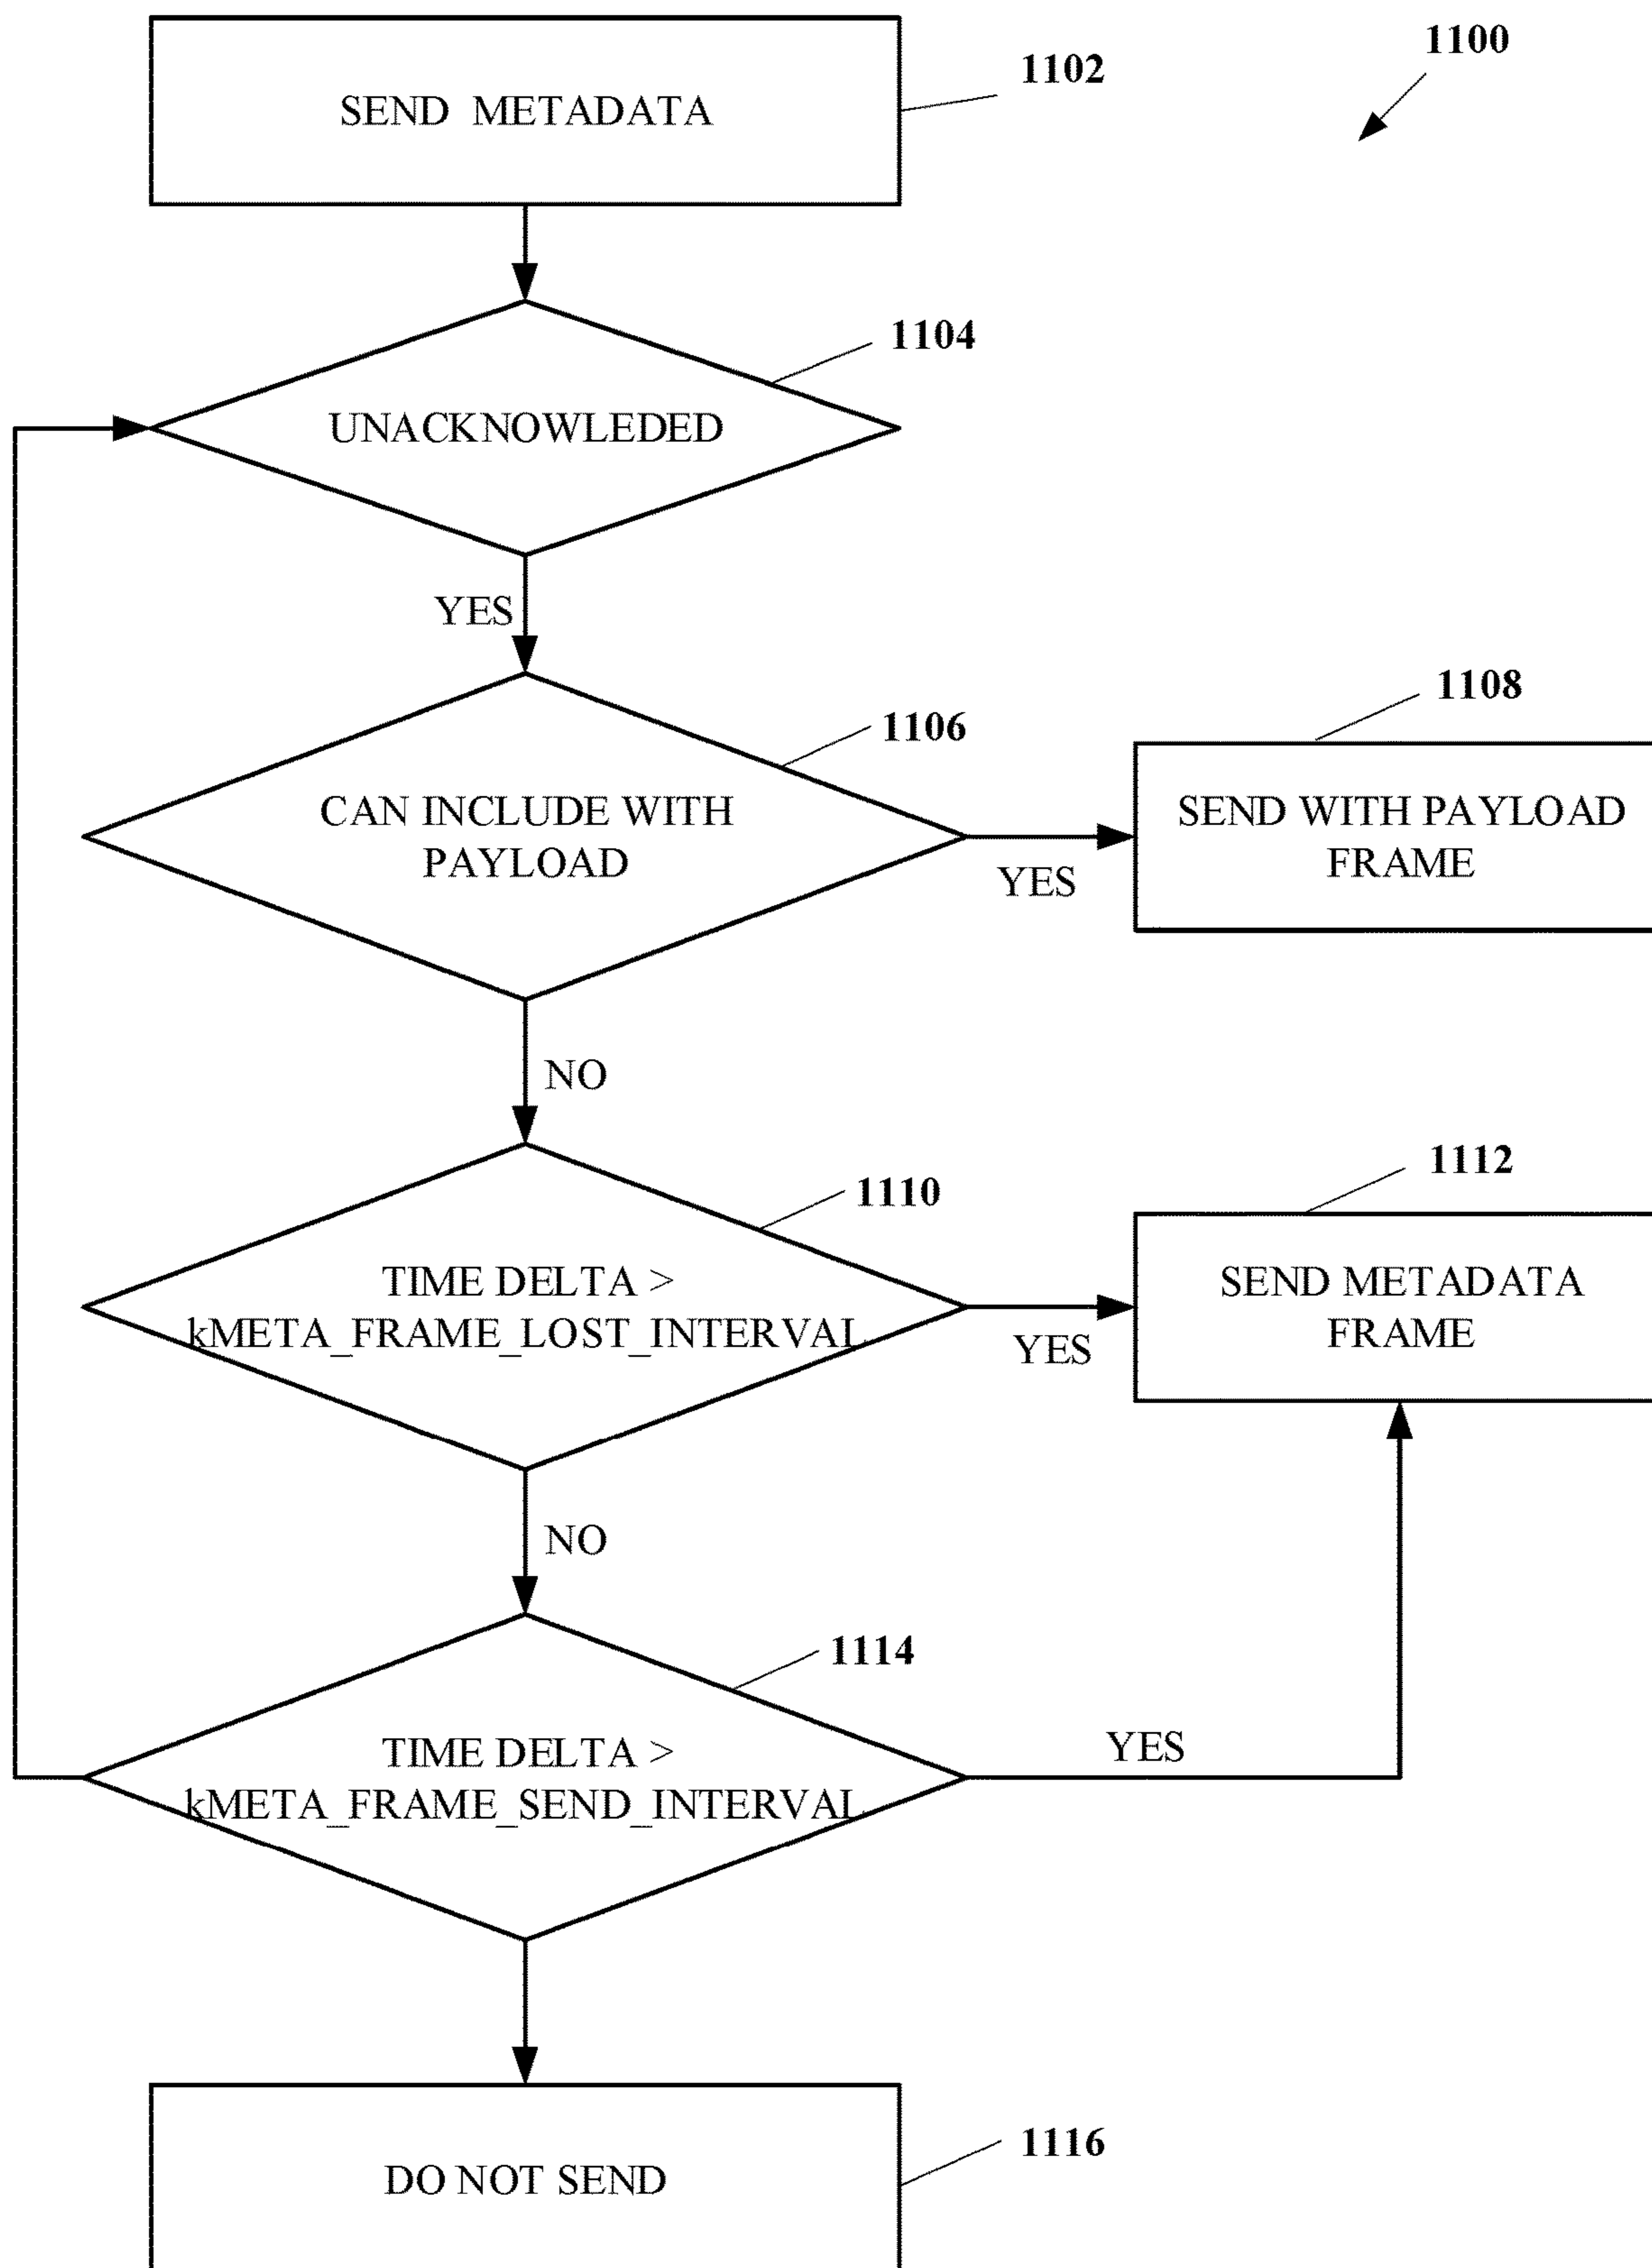 1100
1102
SEND METADATA
1104
UNACKNOWLEDED
YES
1106
CAN INCLUDE WITH
PAYLOAD
YES
1108
SEND WITH PAYLOAD
FRAME
NO
1110
TIME DELTA >
kMETA_FRAME_LOST_INTERVAL
YES
1112
SEND METADATA
FRAME
NO
1114
TIME DELTA >
kMETA_FRAME_SEND_INTERVAL
YES
1116
DO NOT SEND